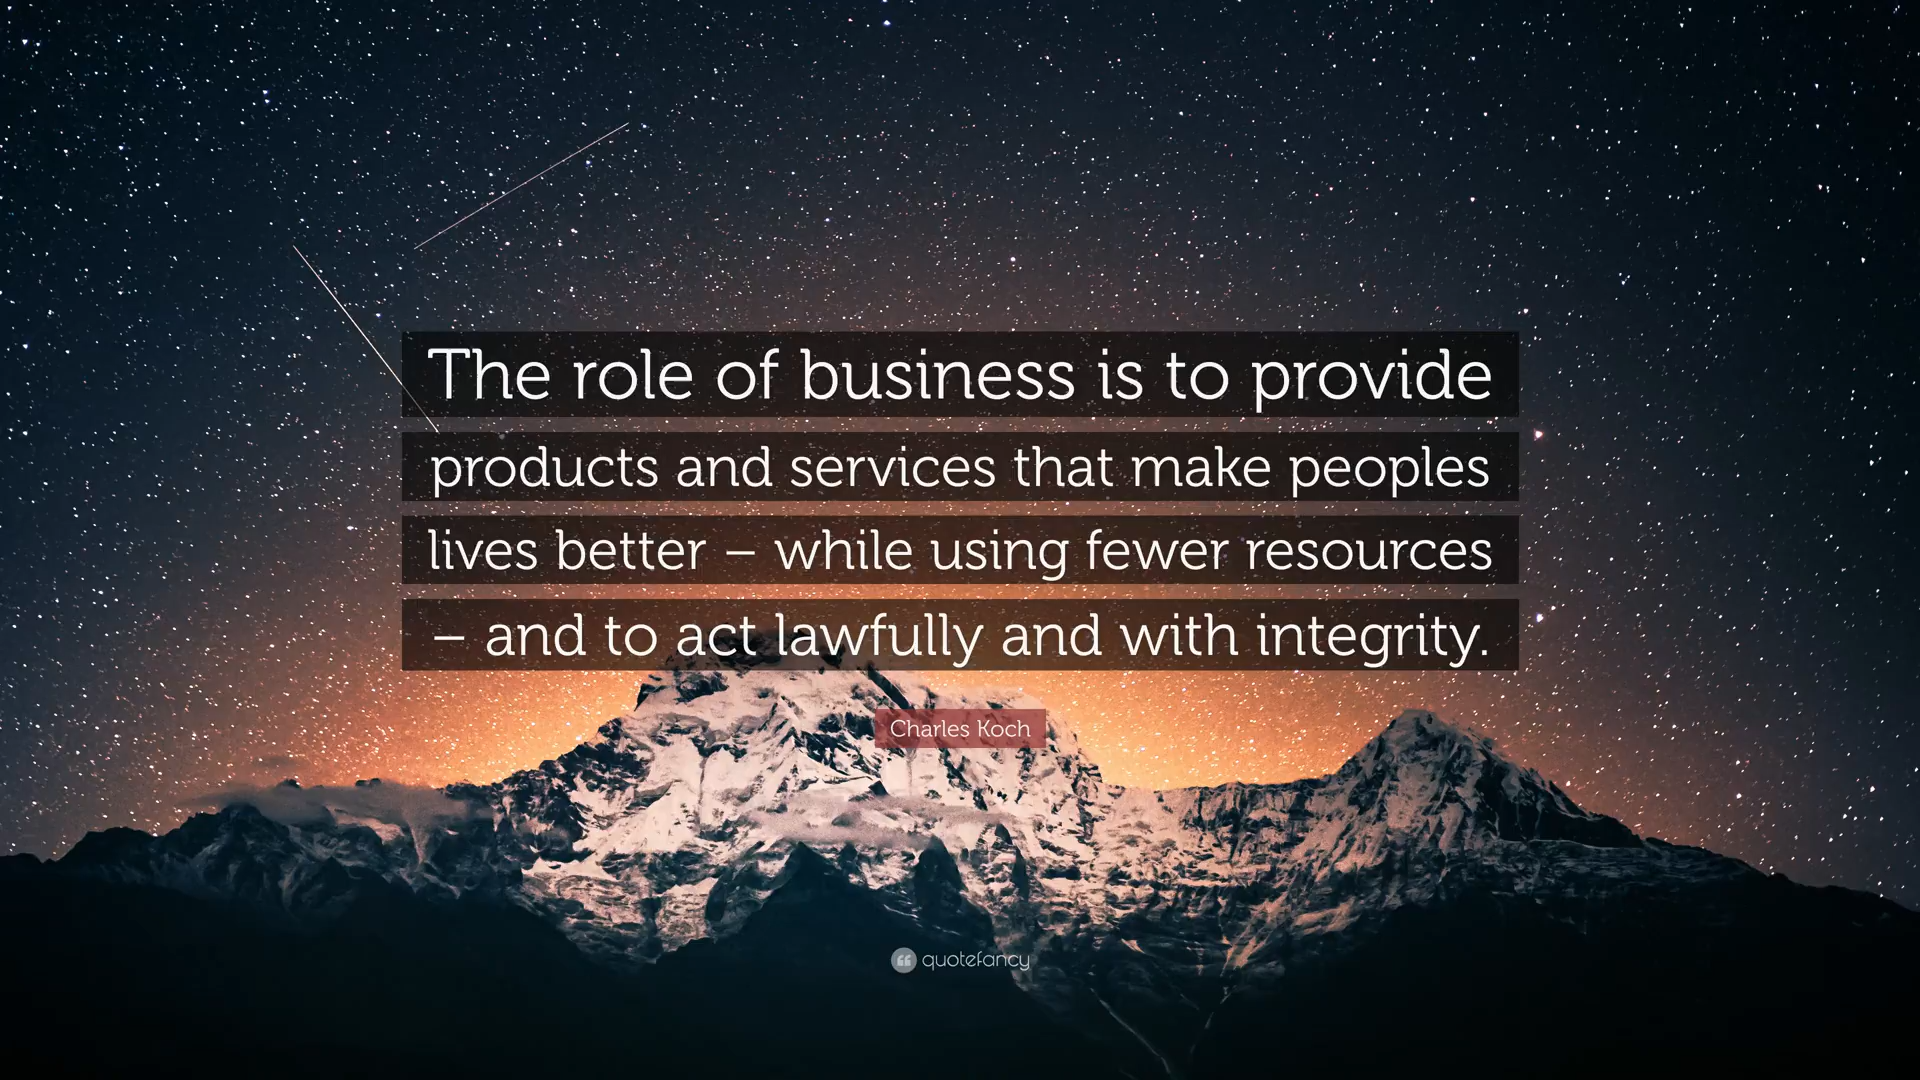 The role of business is to provide
products and services that make peoples
lives better – while using fewer resources
– and to act lawfully and with integrity.
Charles Koch
quotefancy